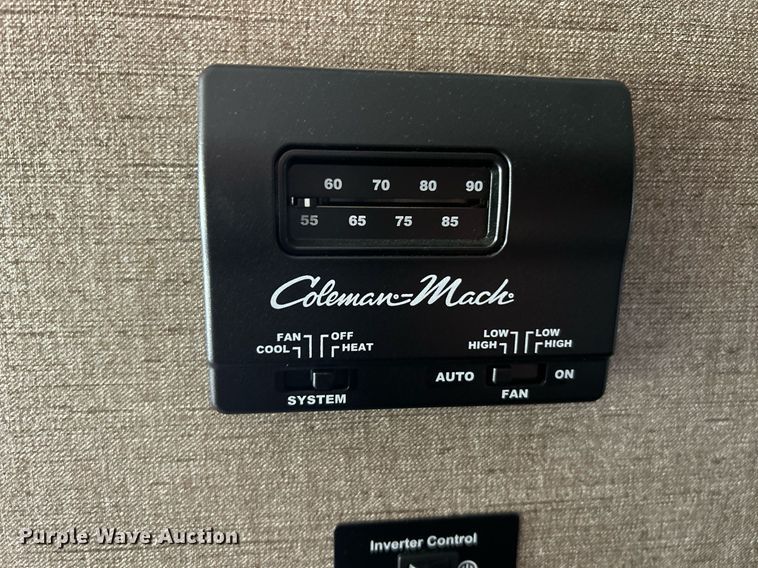 60 70 80 90
55 65 75 85
Coleman-Mach
FAN OFF
COOL HEAT
SYSTEM
LOW LOW
HIGH HIGH
AUTO ON
FAN
Purple Wave Auction
Inverter Control